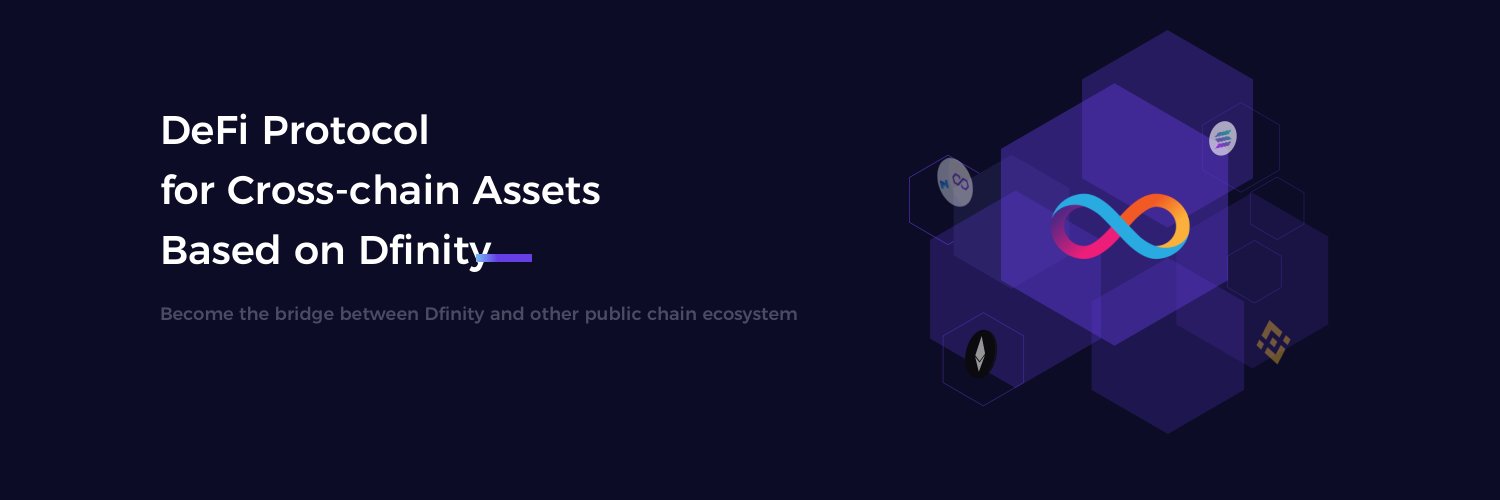 DeFi Protocol
for Cross-chain Assets
Based on Dfinity
Become the bridge between Dfinity and other public chain ecosystem